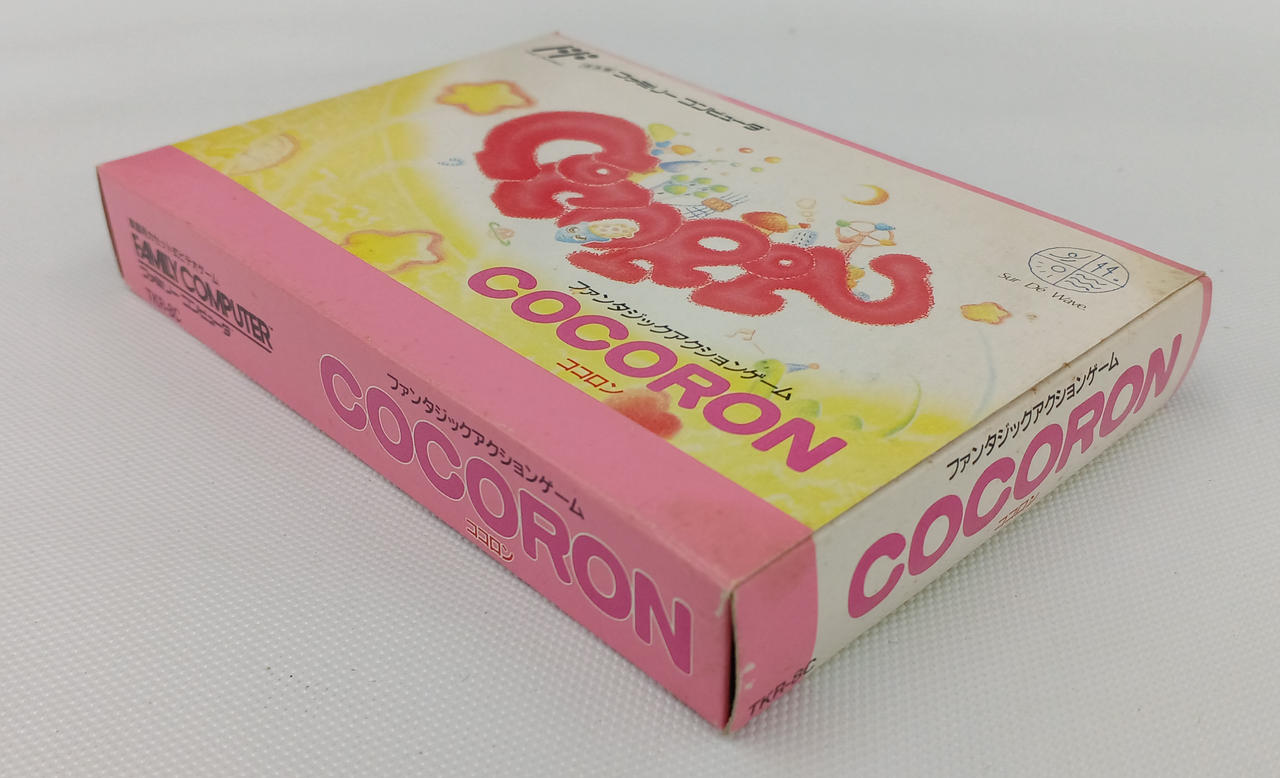 ファミリー コンピュータ
COCORON
ファンタジックアクションゲーム
COCORON
ココロン
Sur Dé Wave.
FAMILY COMPUTER
ファミリー コンピュータ
TKR-8C
ファンタジックアクションゲーム
COCORON
ココロン
ファンタジックアクションゲーム
COCORON
ココロン
TKR-8C